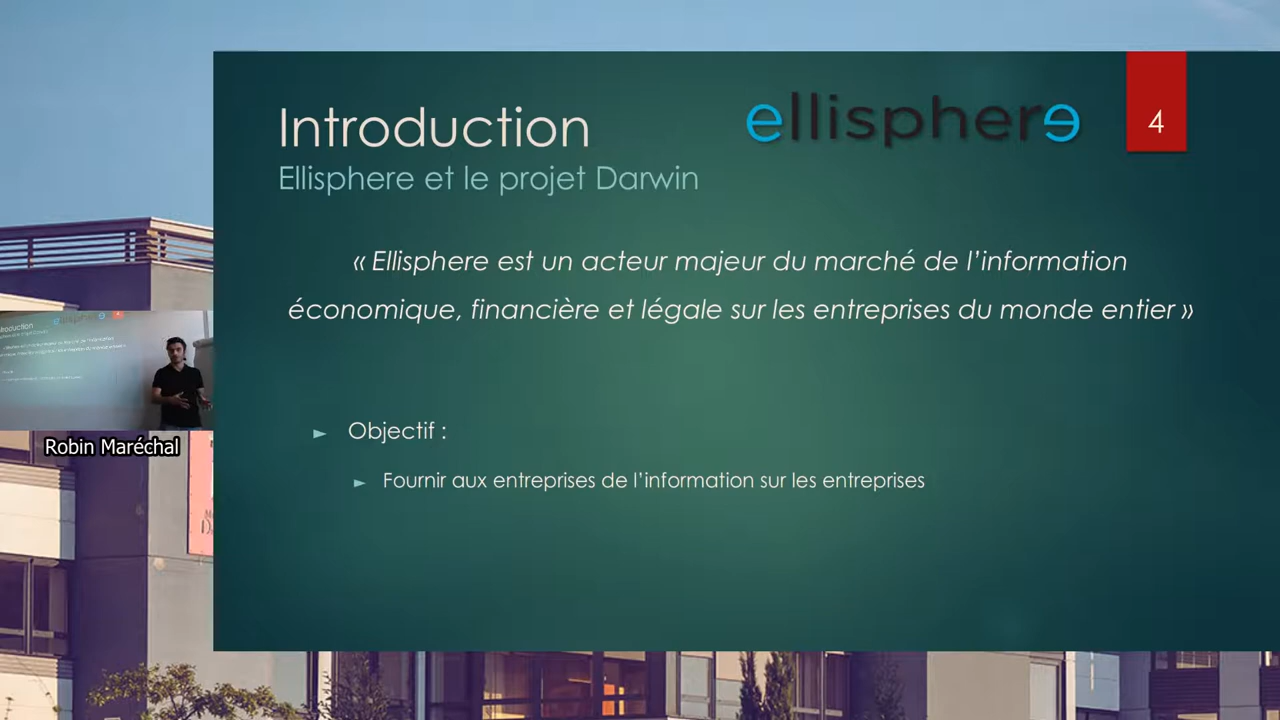 Introduction
ellisphere
4
Ellisphere et le projet Darwin
« Ellisphere est un acteur majeur du marché de l’information
économique, financière et légale sur les entreprises du monde entier »
► Objectif :
► Fournir aux entreprises de l’information sur les entreprises
Robin Maréchal